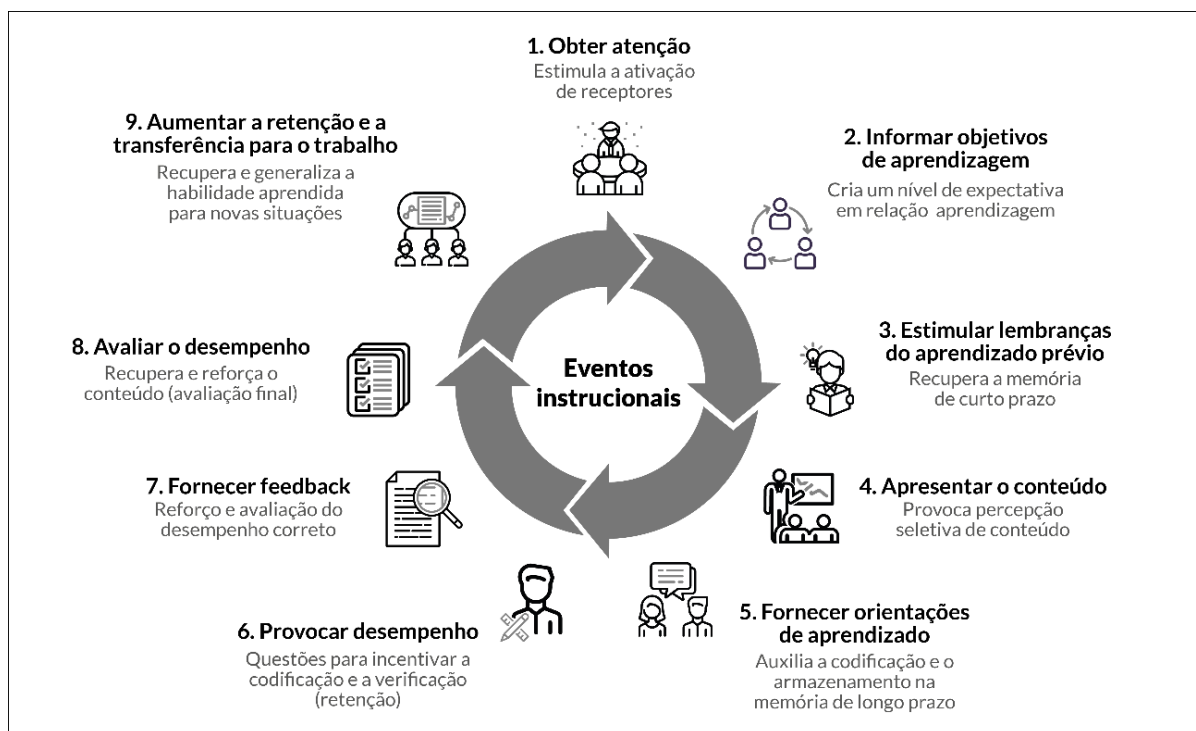 1. Obter atenção
Estimula a ativação
de receptores
2. Informar objetivos
de aprendizagem
Cria um nível de expectativa
em relação aprendizagem
3. Estimular lembranças
do aprendizado prévio
Recupera a memória
de curto prazo
4. Apresentar o conteúdo
Provoca percepção
seletiva de conteúdo
5. Fornecer orientações
de aprendizado
Auxilia a codificação e o
armazenamento na
memória de longo prazo
6. Provocar desempenho
Questões para incentivar a
codificação e a verificação
(retenção)
7. Fornecer feedback
Reforço e avaliação do
desempenho correto
8. Avaliar o desempenho
Recupera e reforça o
conteúdo (avaliação final)
9. Aumentar a retenção e a
transferência para o trabalho
Recupera e generaliza a
habilidade aprendida
para novas situações
Eventos
instrucionais